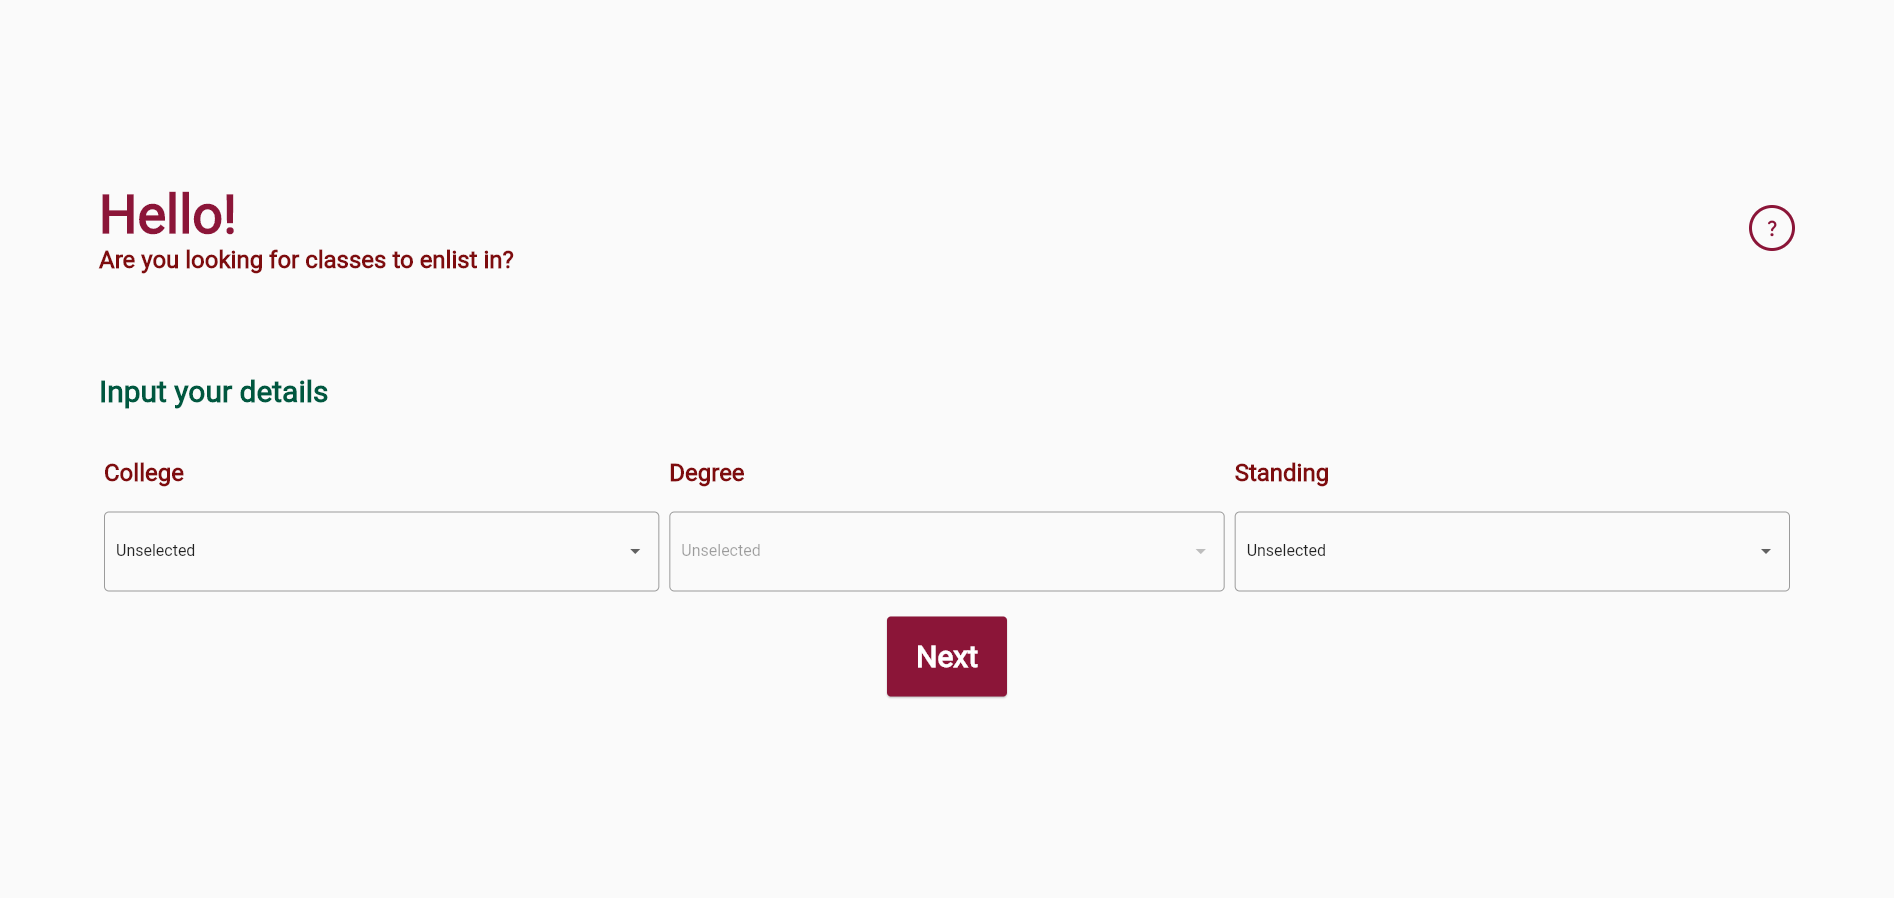 Hello!
?
Are you looking for classes to enlist in?
Input your details
College
Degree
Standing
Unselected
Unselected
Unselected
Next